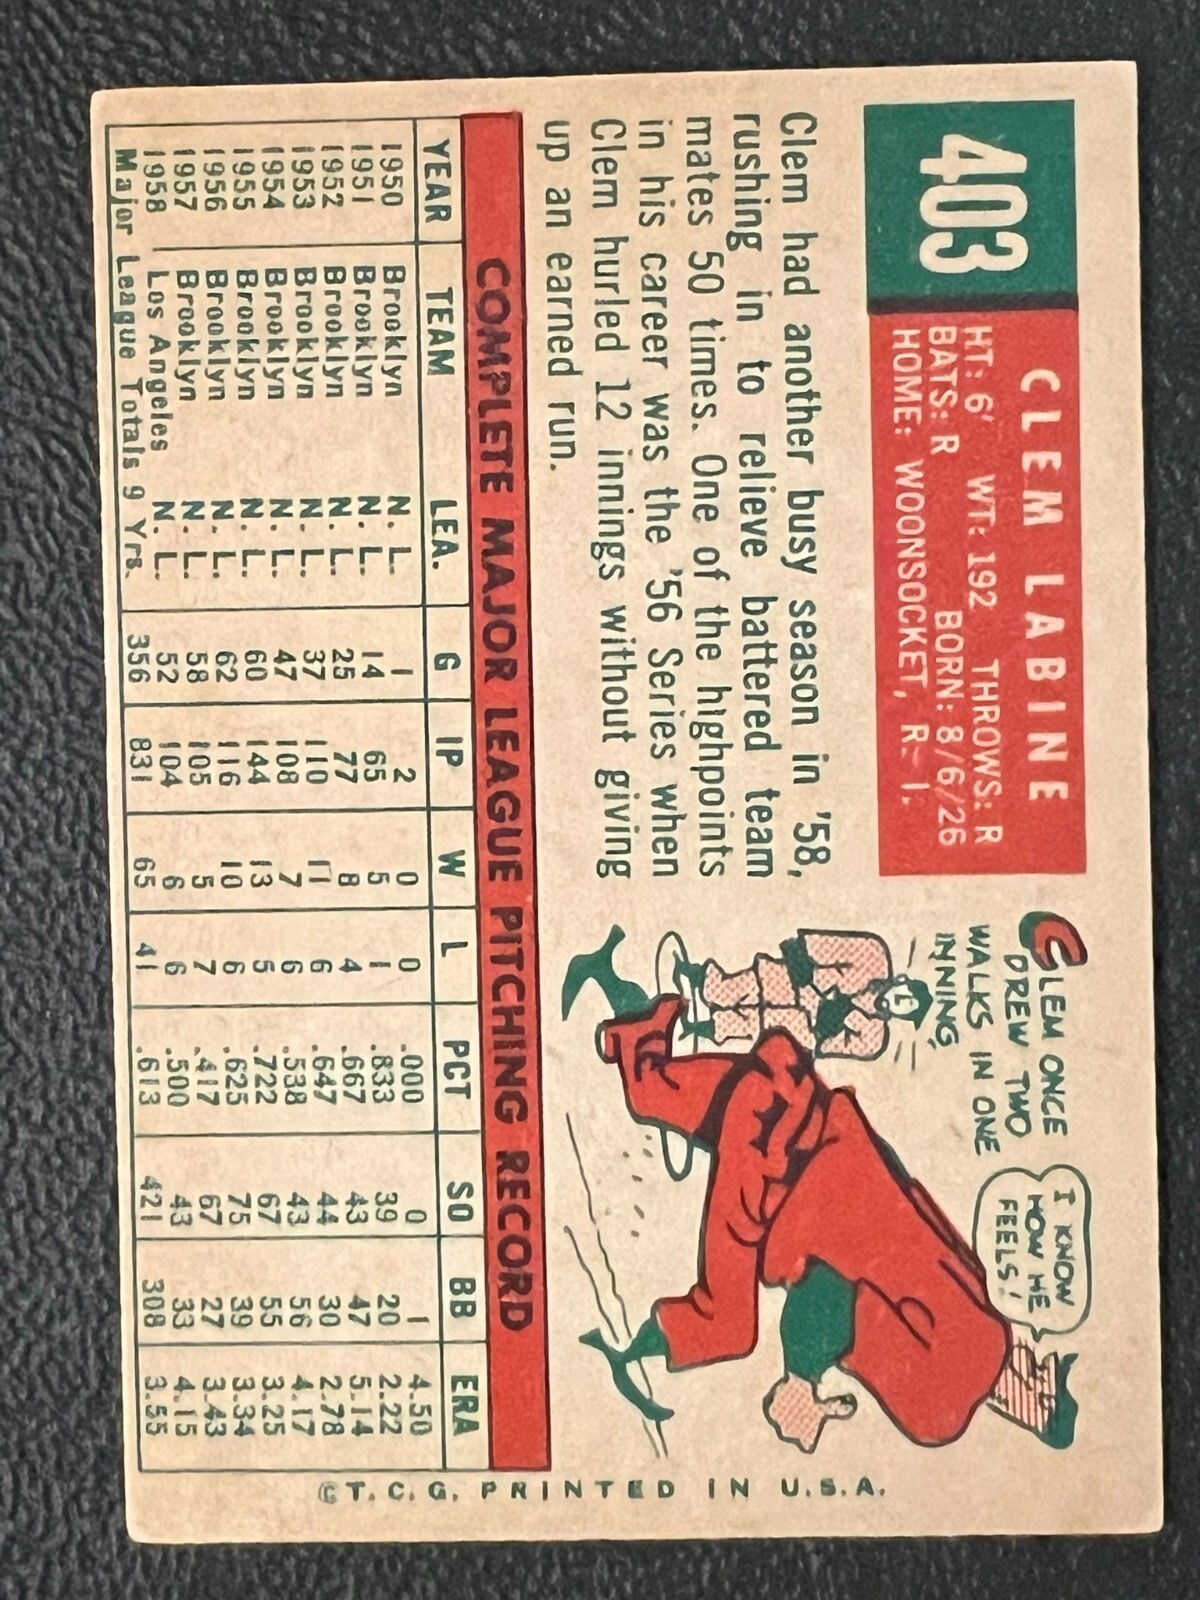 403
CLEM LABINE
HT: 6' WT: 192 THROWS: R
BATS: R BORN: 8/6/26
HOME: WOONSOCKET, R. I.
Clem had another busy season in '58,
rushing in to relieve battered team
mates 50 times. One of the highpoints
in his career was the '56 Series when
Clem hurled 12 innings without giving
up an earned run.
CLEM ONCE
DREW TWO
WALKS IN ONE
INNING
I KNOW
HOW HE
FEELS!
COMPLETE MAJOR LEAGUE PITCHING RECORD
YEAR TEAM LEA. G IP W L PCT SO BB ERA
1950 Brooklyn N. L. 1 2 0 0 .000 0 1 4.50
1951 Brooklyn N. L. 14 65 5 1 .833 39 20 2.22
1952 Brooklyn N. L. 25 77 8 4 .667 43 47 5.14
1953 Brooklyn N. L. 37 110 11 6 .647 44 30 2.78
1954 Brooklyn N. L. 47 108 7 6 .538 43 56 4.17
1955 Brooklyn N. L. 60 144 13 5 .722 67 55 3.25
1956 Brooklyn N. L. 62 116 10 6 .625 75 39 3.34
1957 Brooklyn N. L. 58 105 5 7 .417 67 27 3.43
1958 Los Angeles N. L. 52 104 6 6 .500 43 33 4.15
Major League Totals 9 Yrs. 356 831 65 41 .613 421 308 3.55
©T. C. G. PRINTED IN U.S.A.